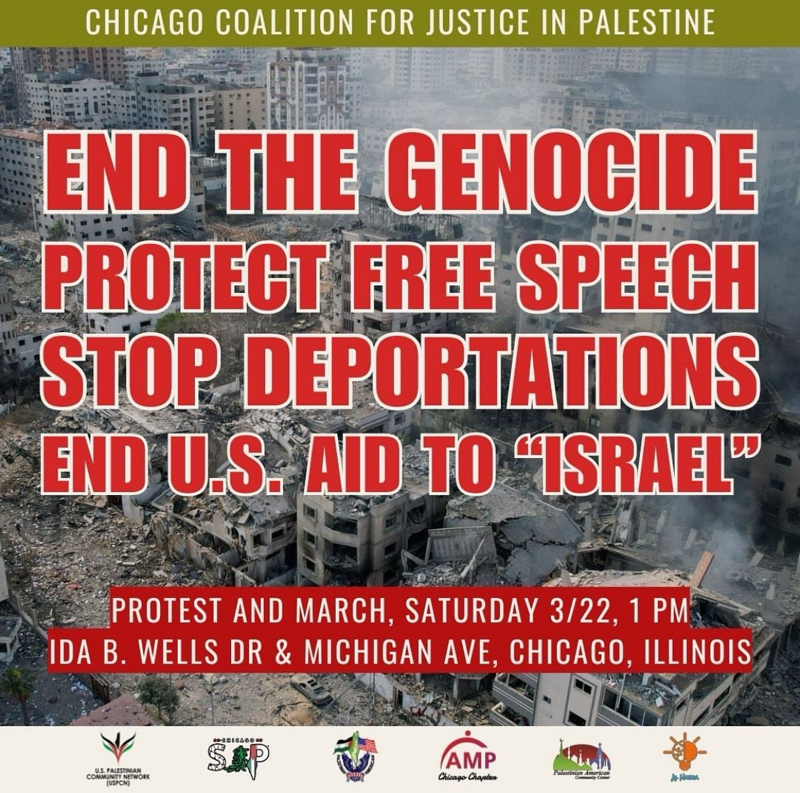 CHICAGO COALITION FOR JUSTICE IN PALESTINE
END THE GENOCIDE
PROTECT FREE SPEECH
STOP DEPORTATIONS
END U.S. AID TO “ISRAEL”
PROTEST AND MARCH, SATURDAY 3/22, 1 PM
IDA B. WELLS DR & MICHIGAN AVE, CHICAGO, ILLINOIS
U.S. PALESTINIAN
COMMUNITY NETWORK
(USPCN)
CHICAGO
SJP
AMP
Chicago Chapter
Palestinian American
Community Center